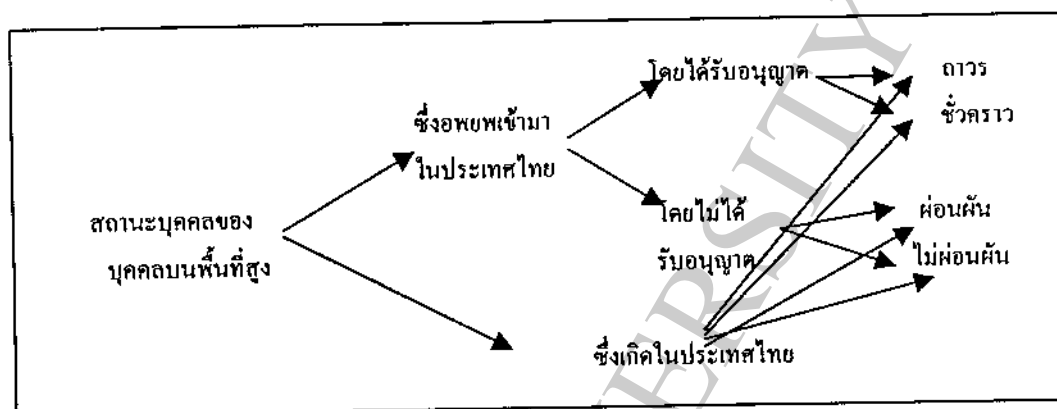 โดยได้รับอนุญาต
ถาวร
ชั่วคราว
ซึ่งอพยพเข้ามา
ในประเทศไทย
สถานะบุคคลของ
บุคคลบนพื้นที่สูง
โดยไม่ได้
รับอนุญาต
ผ่อนผัน
ไม่ผ่อนผัน
ซึ่งเกิดในประเทศไทย
ERSITY